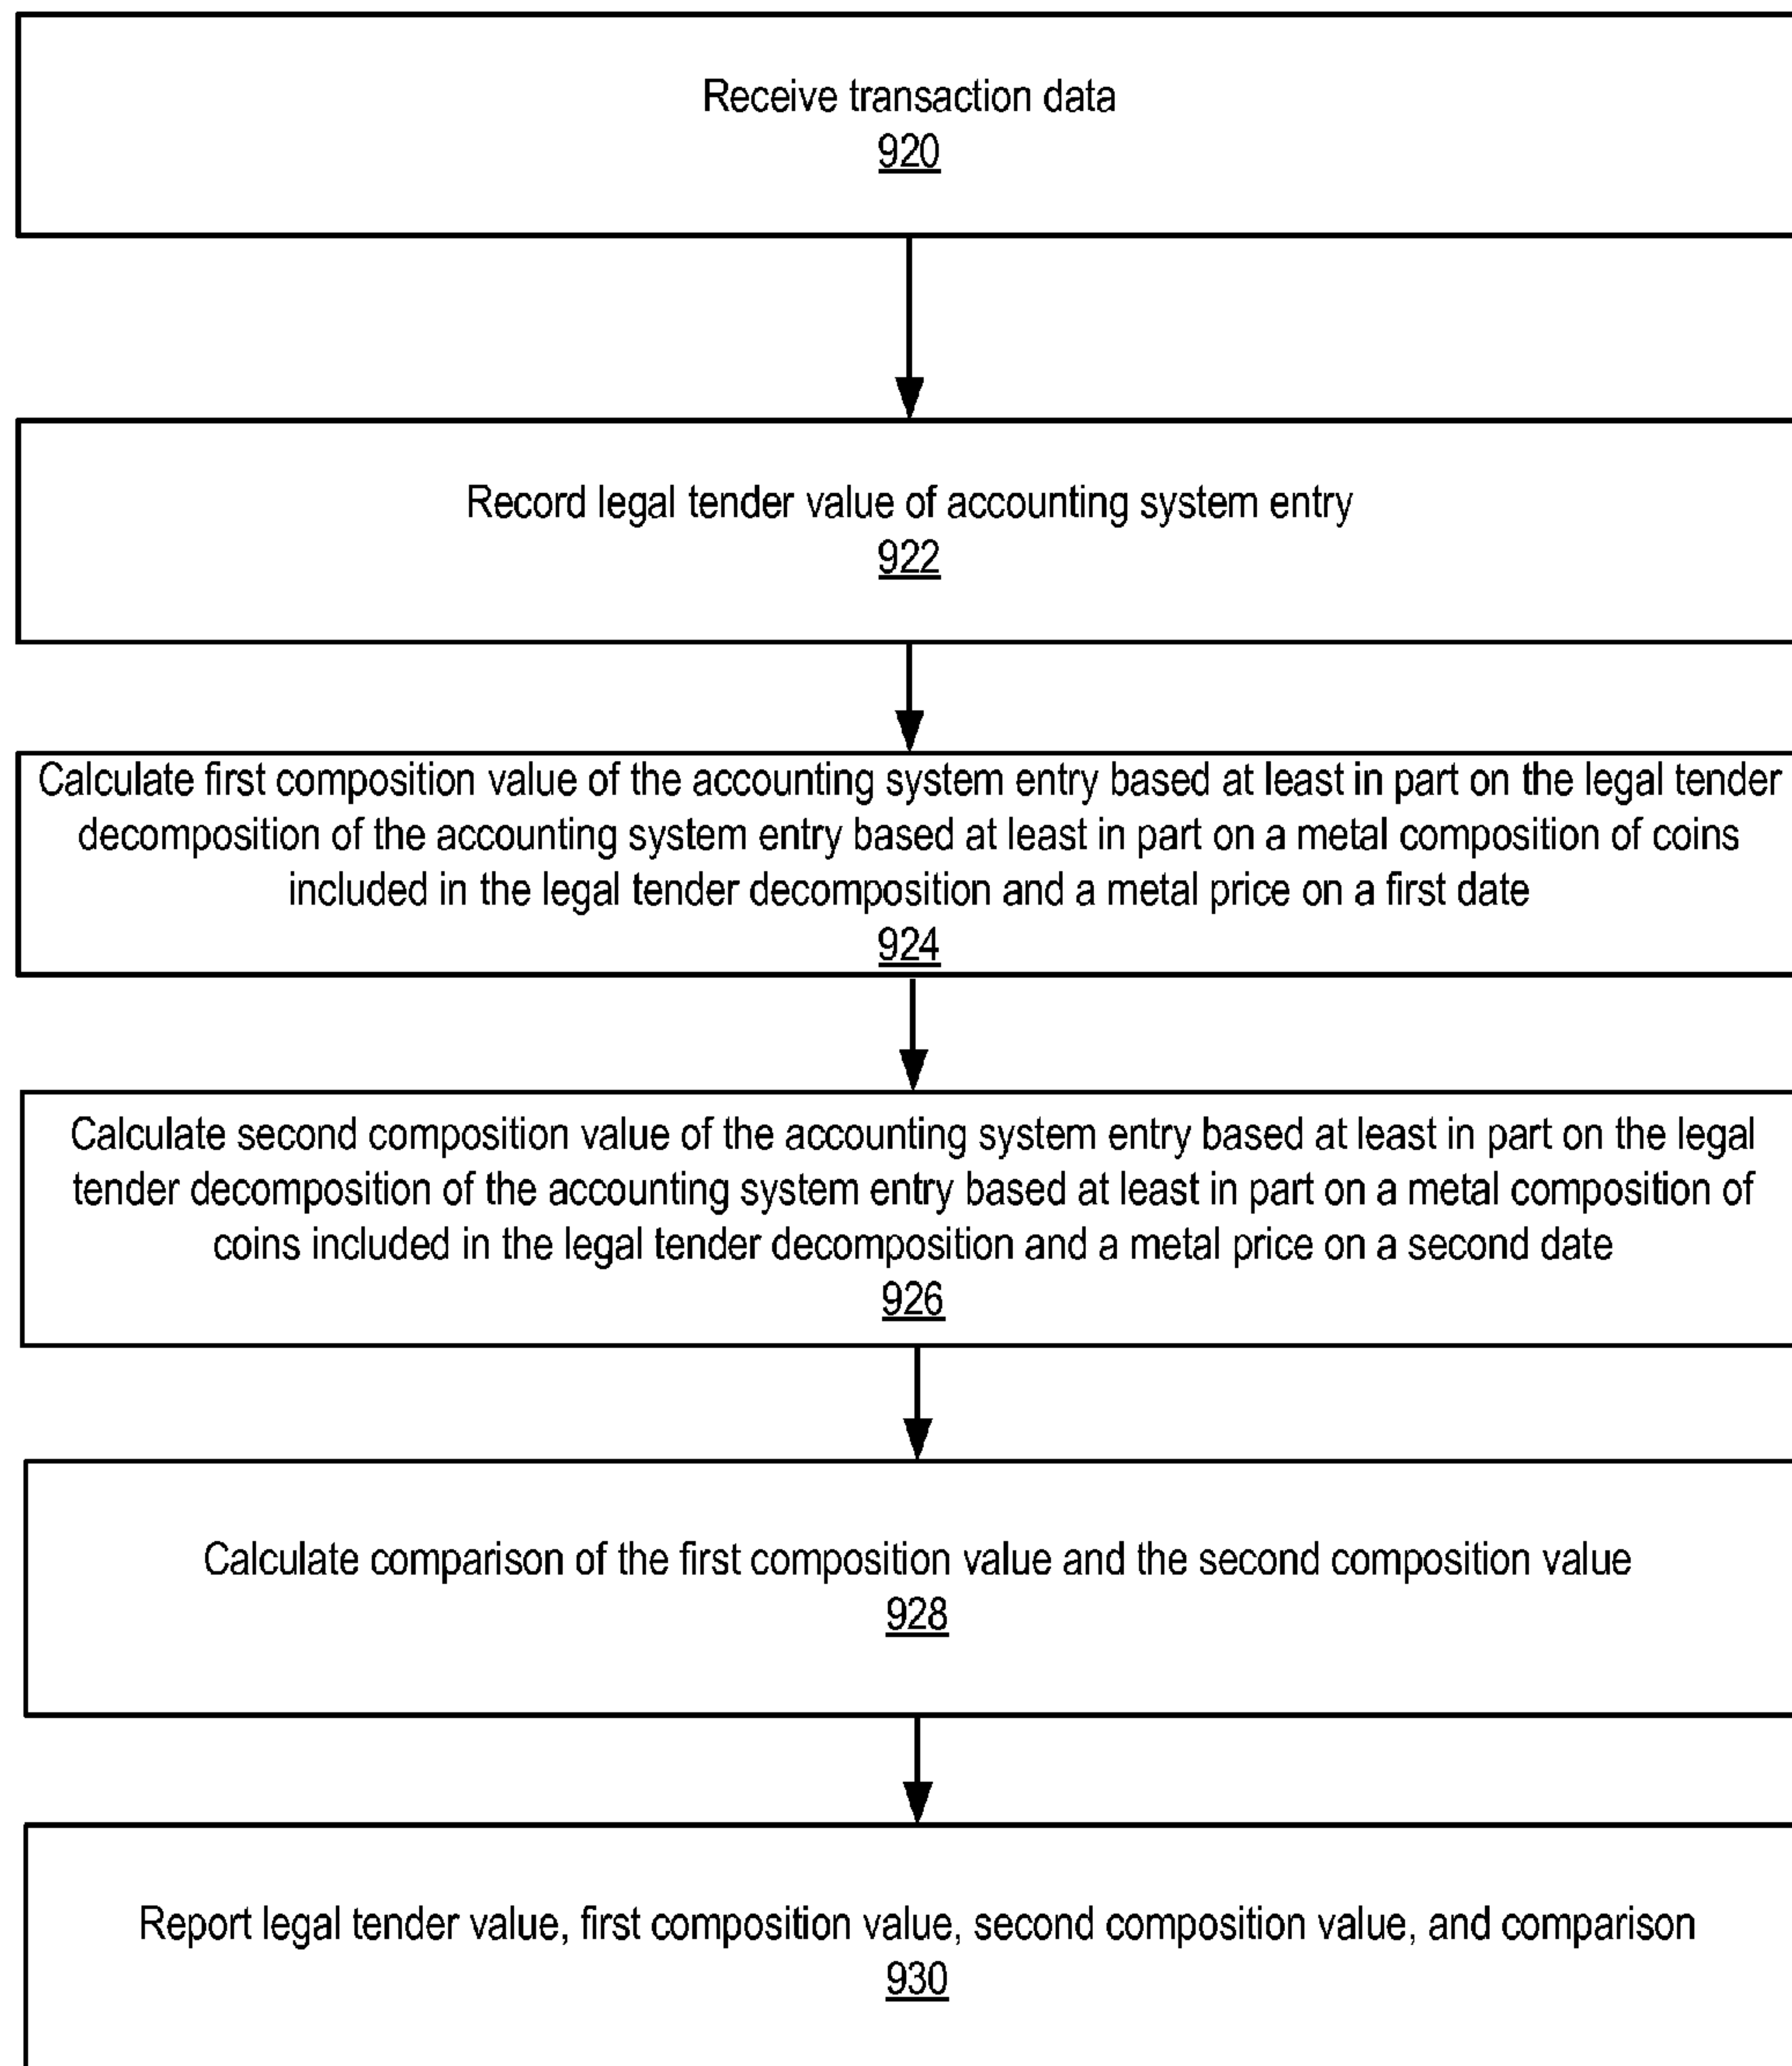 Receive transaction data
920
Record legal tender value of accounting system entry
922
Calculate first composition value of the accounting system entry based at least in part on the legal tender
decomposition of the accounting system entry based at least in part on a metal composition of coins
included in the legal tender decomposition and a metal price on a first date
924
Calculate second composition value of the accounting system entry based at least in part on the legal
tender decomposition of the accounting system entry based at least in part on a metal composition of
coins included in the legal tender decomposition and a metal price on a second date
926
Calculate comparison of the first composition value and the second composition value
928
Report legal tender value, first composition value, second composition value, and comparison
930